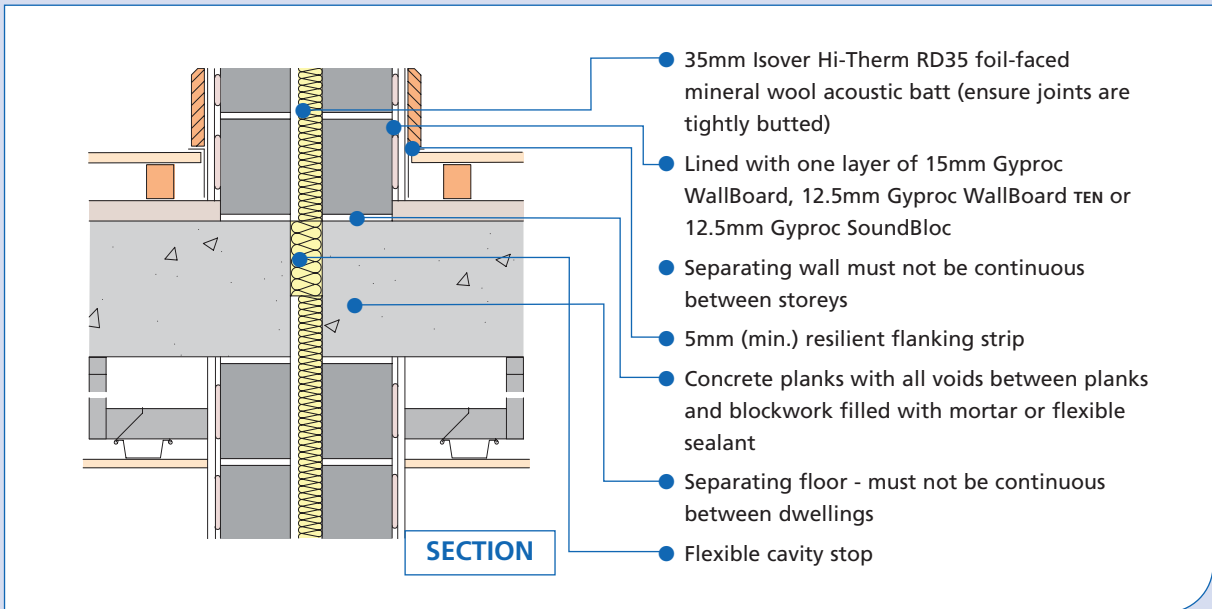 35mm Isover Hi-Therm RD35 foil-faced
mineral wool acoustic batt (ensure joints are
tightly butted)
Lined with one layer of 15mm Gyproc
WallBoard, 12.5mm Gyproc WallBoard TEN or
12.5mm Gyproc SoundBloc
Separating wall must not be continuous
between storeys
5mm (min.) resilient flanking strip
Concrete planks with all voids between planks
and blockwork filled with mortar or flexible
sealant
Separating floor - must not be continuous
between dwellings
Flexible cavity stop
SECTION